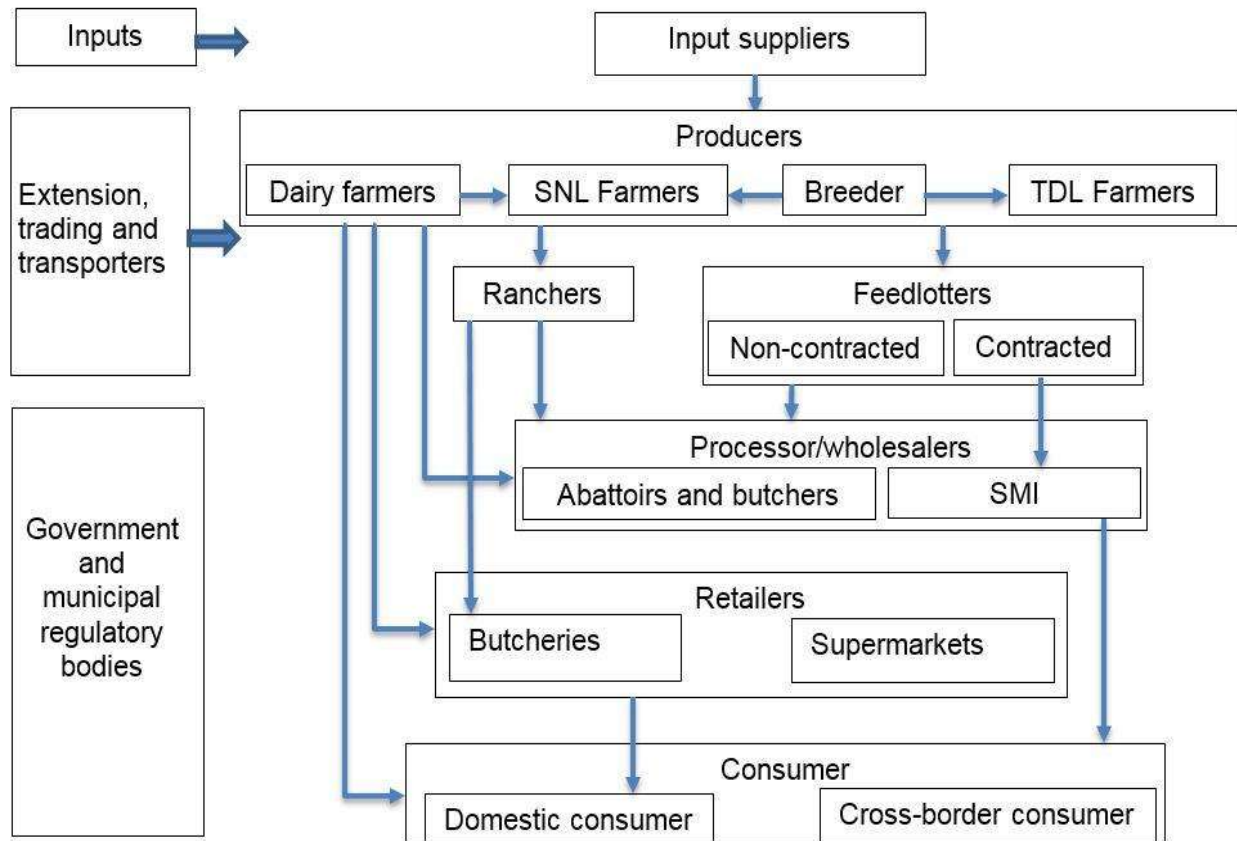 Inputs
Input suppliers
Extension,
trading and
transporters
Producers
Dairy farmers
SNL Farmers
Breeder
TDL Farmers
Ranchers
Feedlotters
Non-contracted
Contracted
Government
and
municipal
regulatory
bodies
Processor/wholesalers
Abattoirs and butchers
SMI
Retailers
Butcheries
Supermarkets
Consumer
Domestic consumer
Cross-border consumer